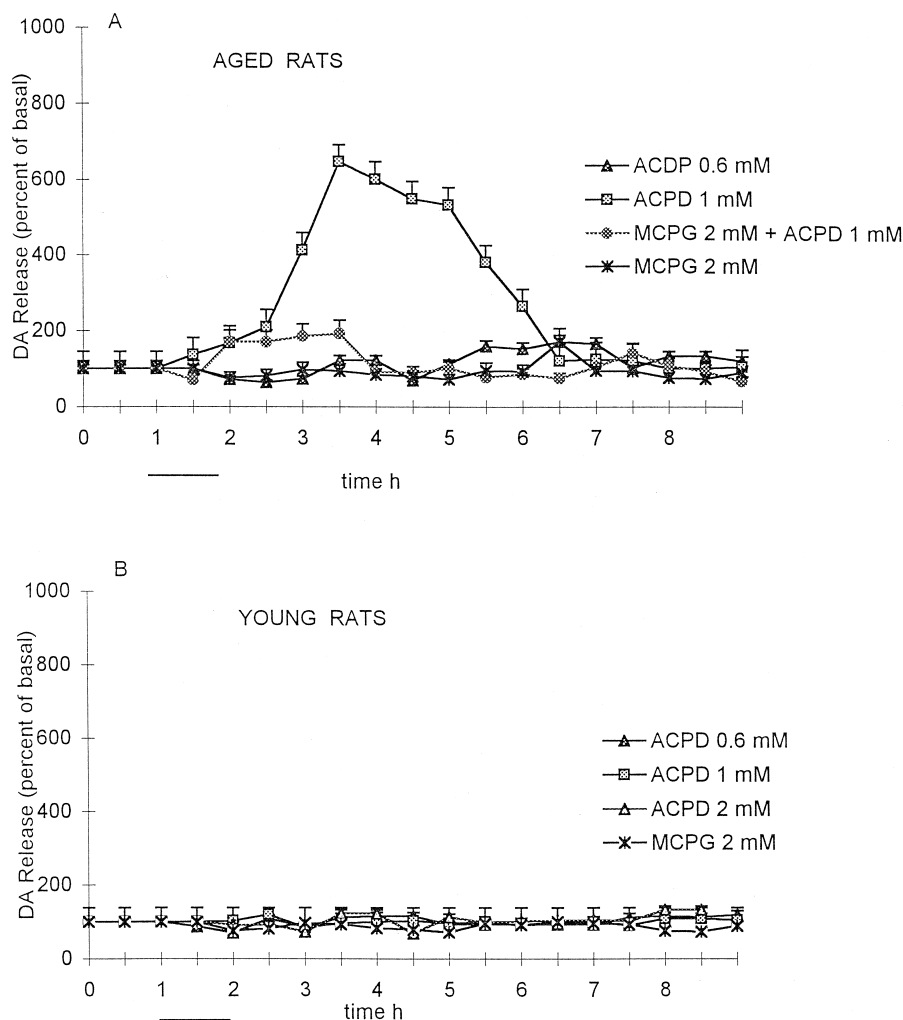 A
AGED RATS
DA Release (percent of basal)
1000
800
600
400
200
0
0 1 2 3 4 5 6 7 8
time h
ACDP 0.6 mM
ACPD 1 mM
MCPG 2 mM + ACPD 1 mM
MCPG 2 mM
B
YOUNG RATS
DA Release (percent of basal)
1000
800
600
400
200
0
0 1 2 3 4 5 6 7 8
time h
ACPD 0.6 mM
ACPD 1 mM
ACPD 2 mM
MCPG 2 mM